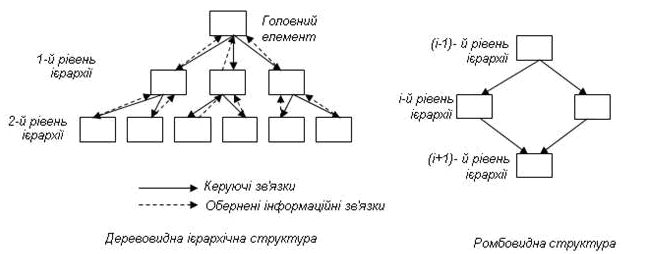 Головний
елемент
1-й рівень
ієрархії
2-й рівень
ієрархії
Керуючі зв'язки
Обернені інформаційні зв'язки
Деревовидна ієрархічна структура
(i-1)- й рівень
ієрархії
i-й рівень
ієрархії
(i+1)- й рівень
ієрархії
Ромбовидна структура